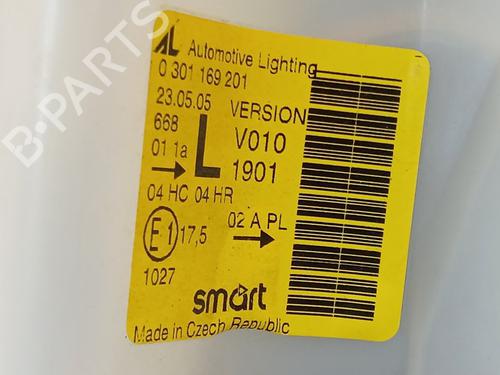 AL Automotive Lighting
0 301 169 201
23.05.05 VERSION
668 V010
01 1a L 1901
04 HC 04 HR
E1 17,5 02 A PL
1027
smart
Made in Czech Republic
B-PARTS